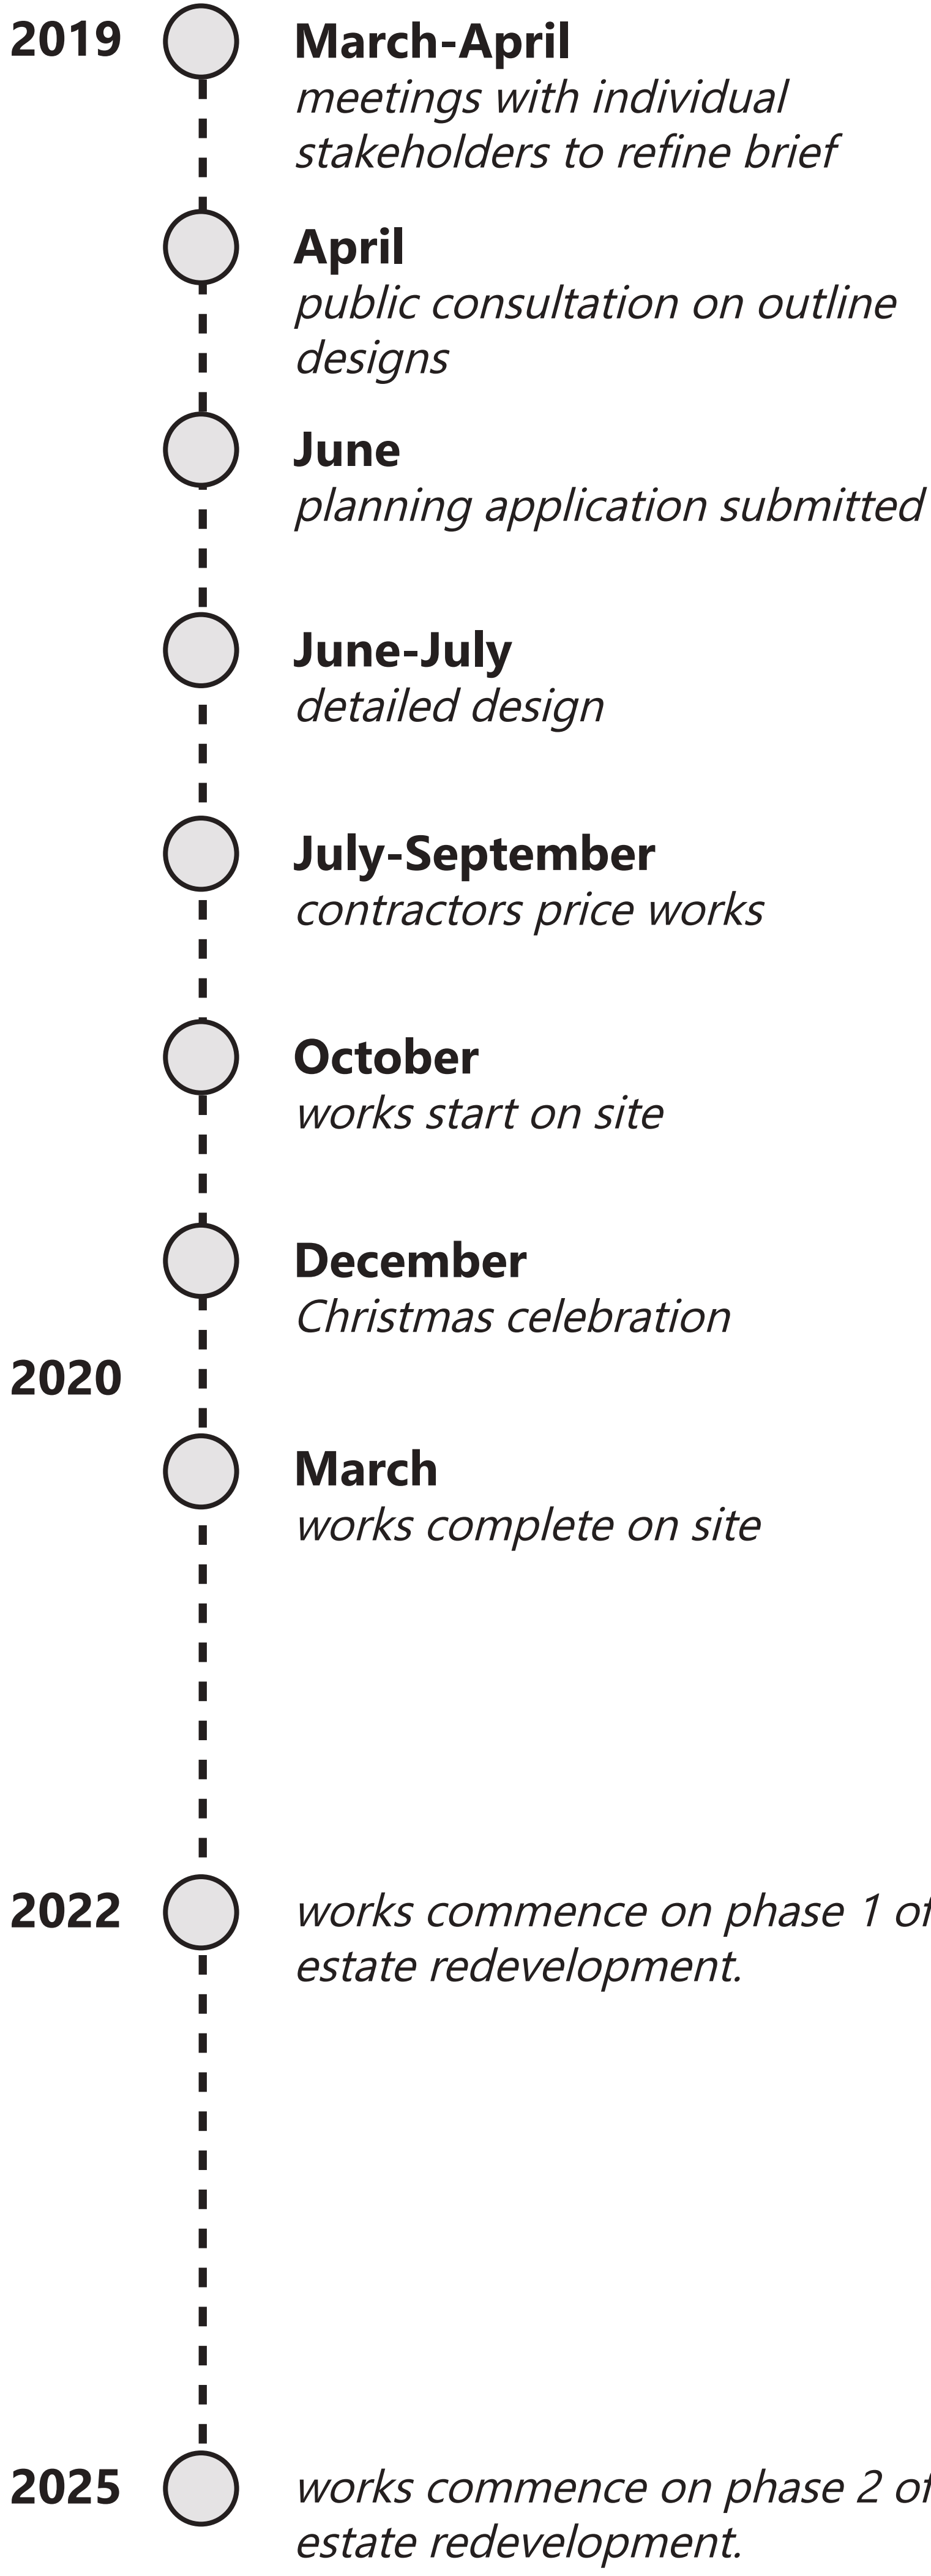 2019 March-April
meetings with individual
stakeholders to refine brief
April
public consultation on outline
designs
June
planning application submitted
June-July
detailed design
July-September
contractors price works
October
works start on site
December
Christmas celebration
2020
March
works complete on site
2022 works commence on phase 1 of
estate redevelopment.
2025 works commence on phase 2 of
estate redevelopment.